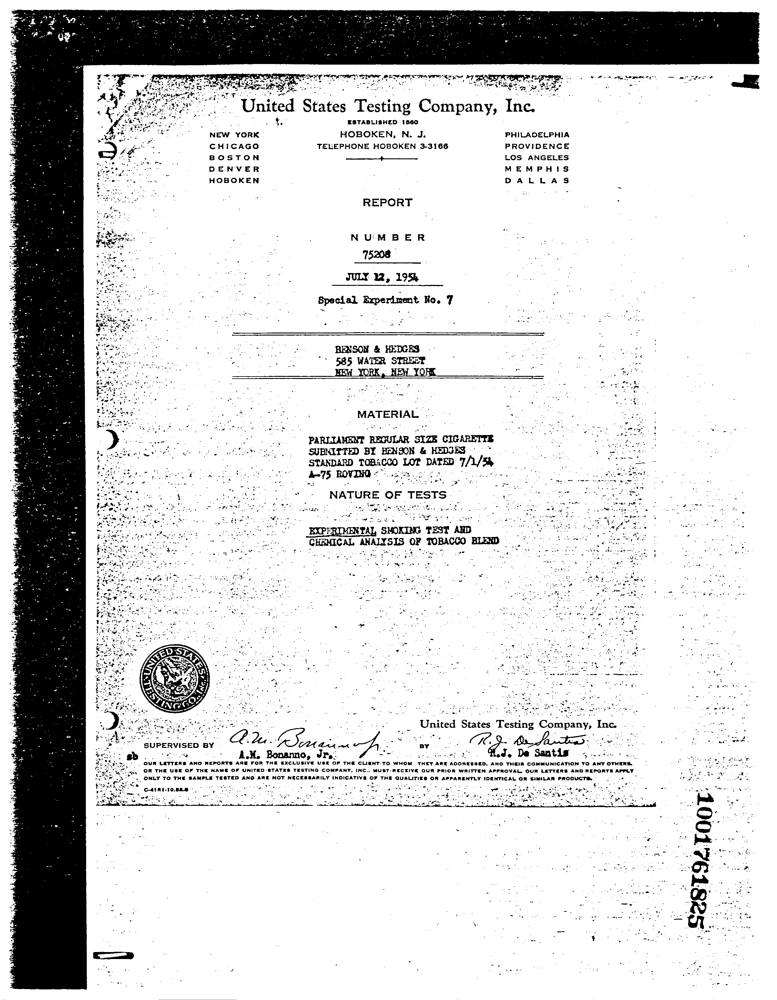 United States Testing Company, Inc.
ESTABLISHED 1880
HOBOKEN, N. J.
TELEPHONE HOBOKEN 3-3166
NEW YORK
CHICAGO
BOSTON
DENVER
HOBOKEN
PHILADELPHIA
PROVIDENCE
LOS ANGELES
MEMPHIS
DALLAS
REPORT
NUMBER
75208
JULY 12, 1954
Special Experiment No. 7
BENSON & HEDGES
585 WATER STREET
NEW YORK, NEW YORK
MATERIAL
PARLIAMENT REGULAR SIZE CIGARETTE
SUBMITTED BY BENSON & HEDGES
STANDARD TOBACCO LOT DATED 7/1/54
A-75 ROVING
NATURE OF TESTS
EXPERIMENTAL SMOKING TEST AND
CHEMICAL ANALYSIS OF TOBACCO BLEND
UNITED STATES TESTING CO. INC.
United States Testing Company, Inc.
SUPERVISED BY A.M. Bonanno Jr
A.M. Bonanno, Jr.
BY R.J. De Santis
R.J. De Santis
sb
OUR LETTERS AND REPORTS ARE FOR THE EXCLUSIVE USE OF THE CLIENT TO WHOM THEY ARE ADDRESSED, AND THEIR COMMUNICATION TO ANY OTHERS,
OR THE USE OF THE NAME OF UNITED STATES TESTING COMPANY, INC., MUST RECEIVE OUR PRIOR WRITTEN APPROVAL. OUR LETTERS AND REPORTS APPLY
ONLY TO THE SAMPLE TESTED AND ARE NOT NECESSARILY INDICATIVE OF THE QUALITIES OF APPARENTLY IDENTICAL OR SIMILAR PRODUCTS.
1001761825